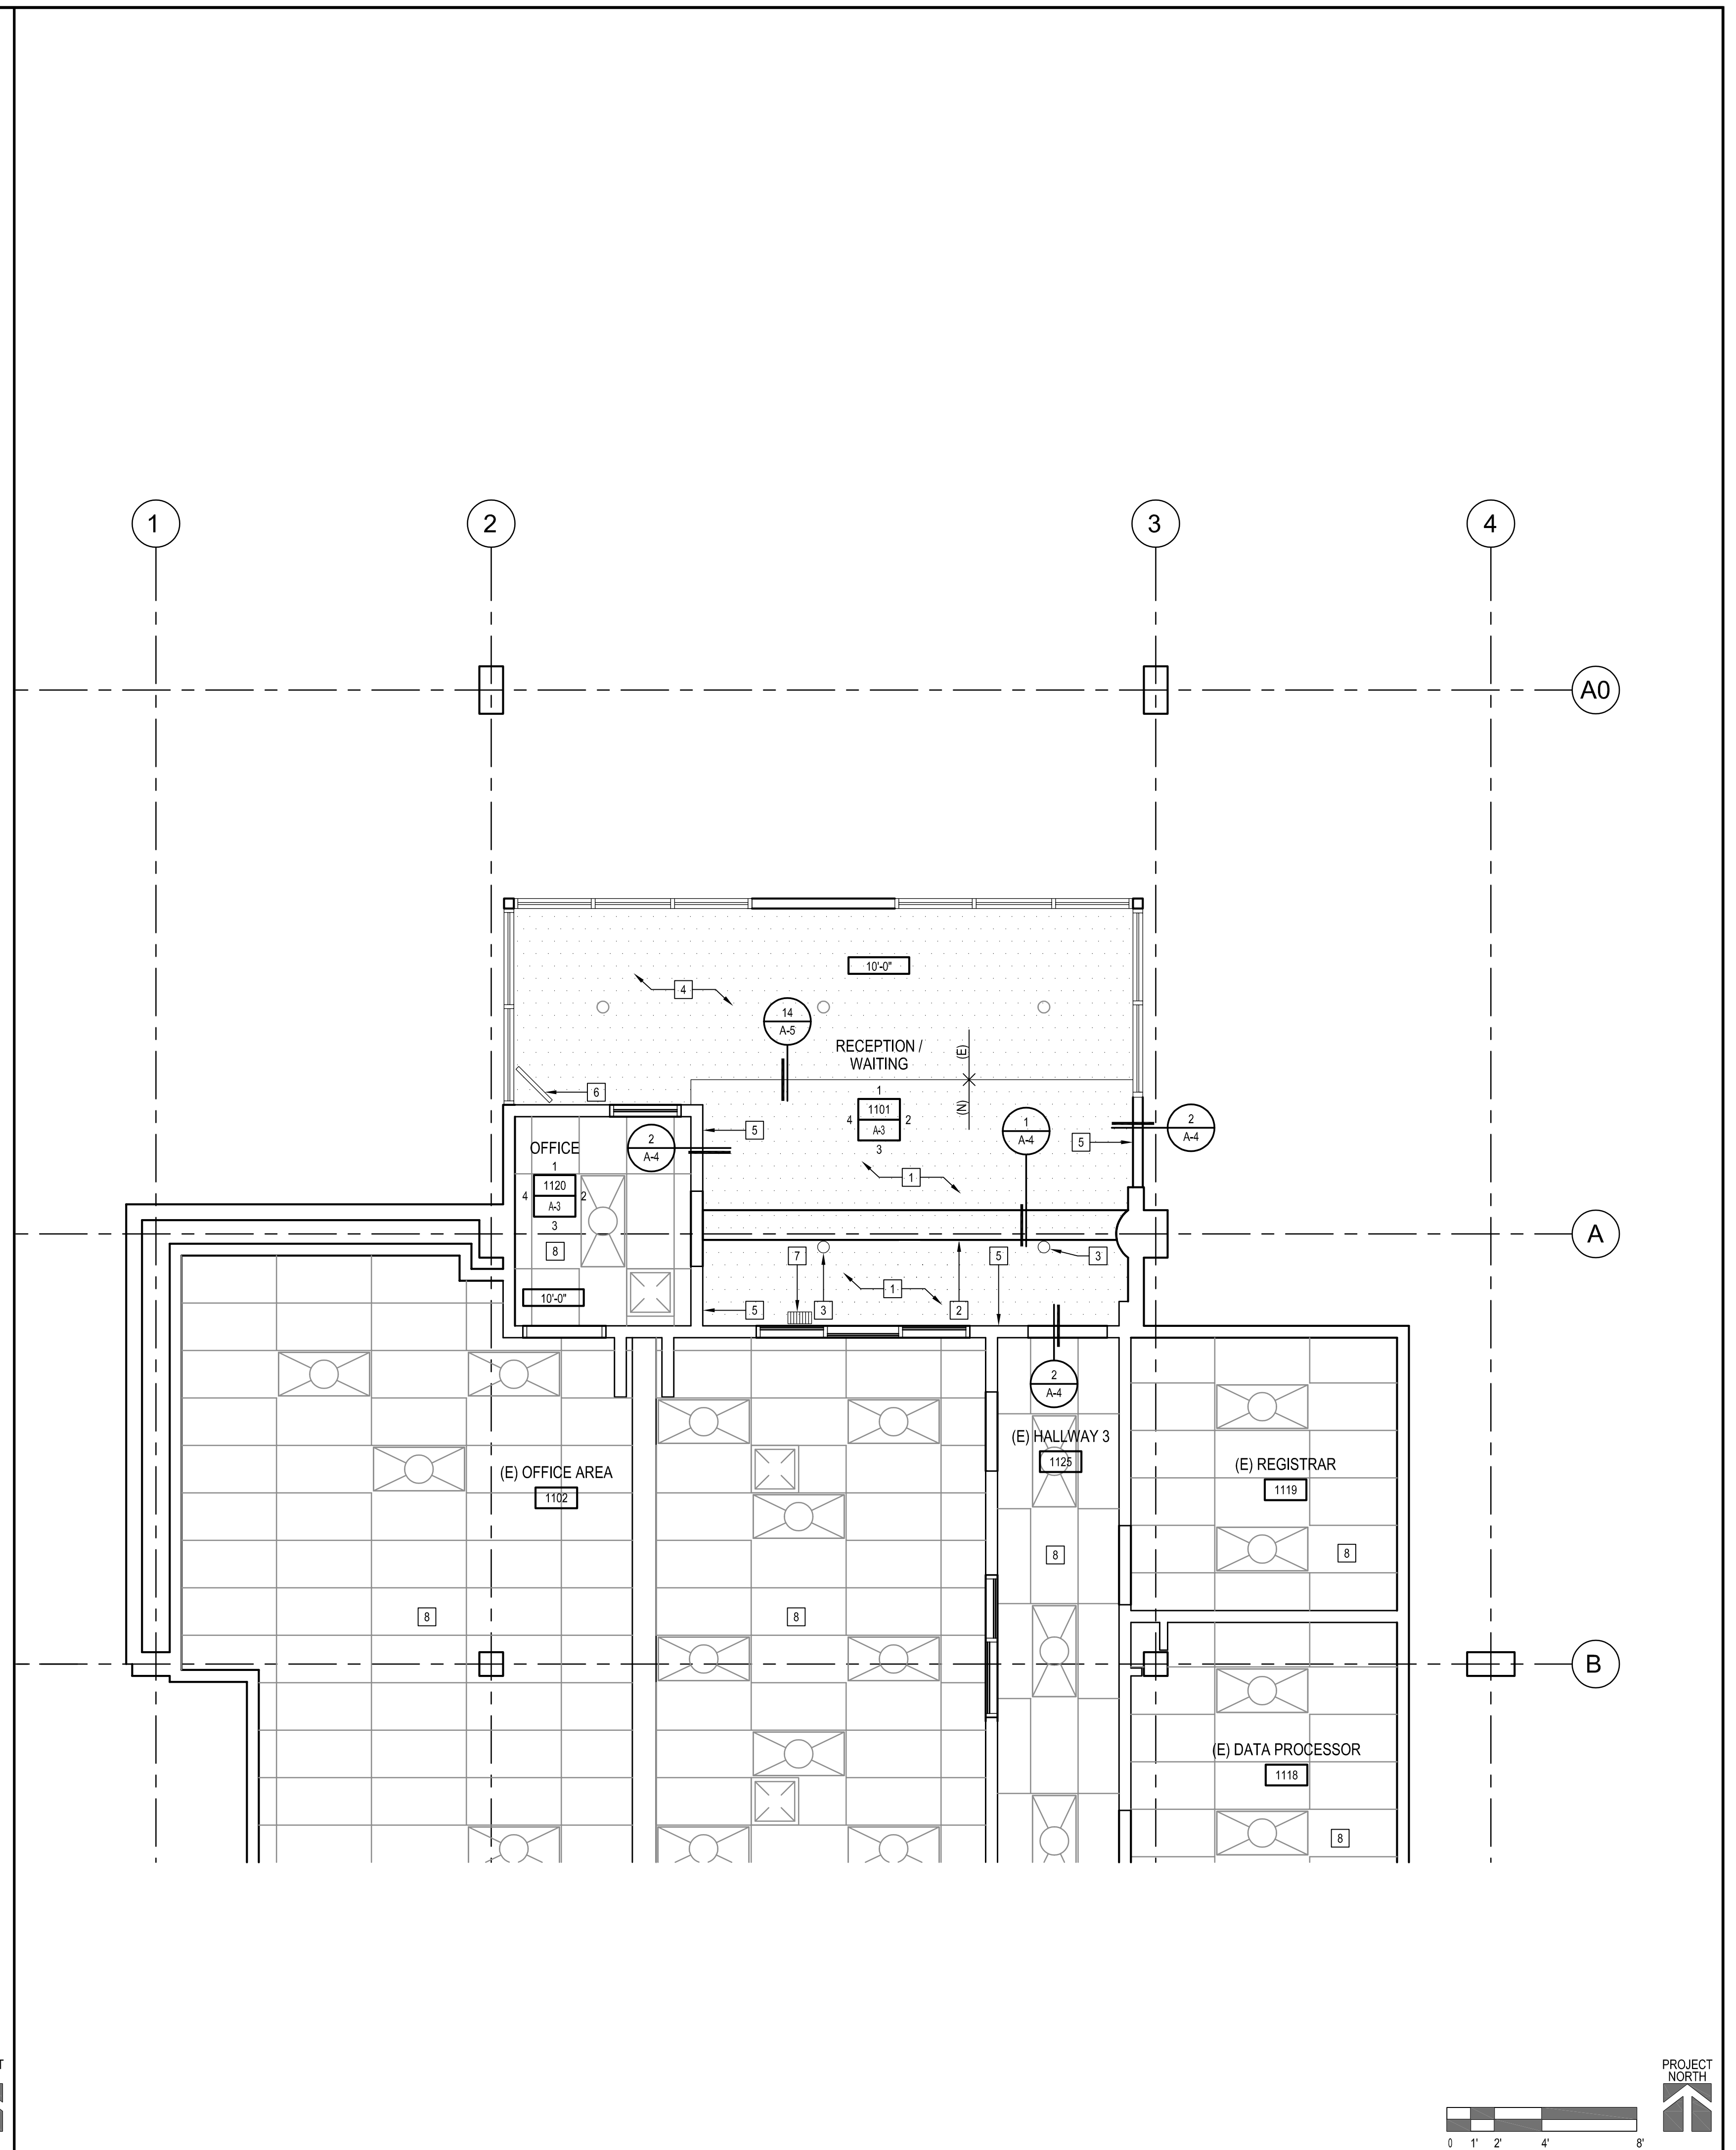 1
2
3
4
A0
10'-0"
4
14
A-5
RECEPTION /
WAITING
(E)
(N)
6
1
1101
4
2
A-3
3
5
1
A-4
5
2
A-4
OFFICE
2
A-4
1
1120
4
2
A-3
3
8
1
A
7
3
5
1
10'-0"
5
3
2
2
A-4
(E) HALLWAY 3
1125
(E) OFFICE AREA
1102
(E) REGISTRAR
1119
8
8
8
8
B
(E) DATA PROCESSOR
1118
8
T
PROJECT
NORTH
0 1' 2' 4' 8'